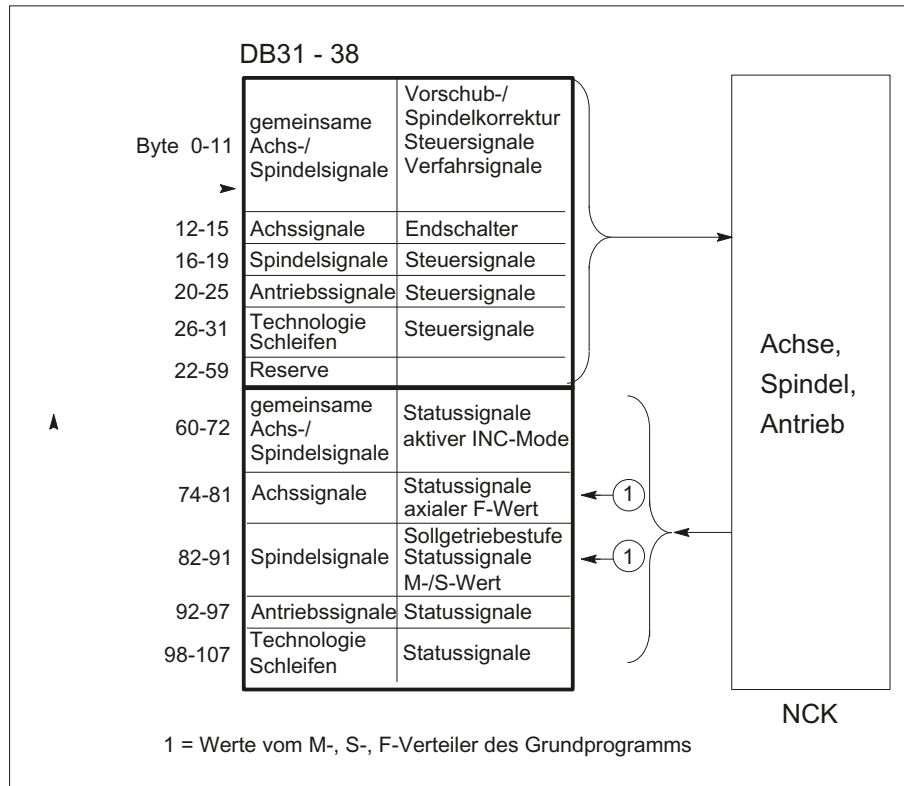 DB31 - 38
Byte 0-11
gemeinsame
Achs-/
Spindelsignale
Vorschub-/
Spindelkorrektur
Steuersignale
Verfahrsignale
12-15 Achssignale Endschalter
16-19 Spindelsignale Steuersignale
20-25 Antriebssignale Steuersignale
26-31
Technologie
Schleifen
Steuersignale
22-59 Reserve
60-72
gemeinsame
Achs-/
Spindelsignale
Statussignale
aktiver INC-Mode
74-81
Achssignale
Statussignale
axialer F-Wert
1
82-91
Spindelsignale
Sollgetriebestufe
Statussignale
M-/S-Wert
1
92-97 Antriebssignale Statussignale
98-107
Technologie
Schleifen
Statussignale
Achse,
Spindel,
Antrieb
NCK
1 = Werte vom M-, S-, F-Verteiler des Grundprogramms